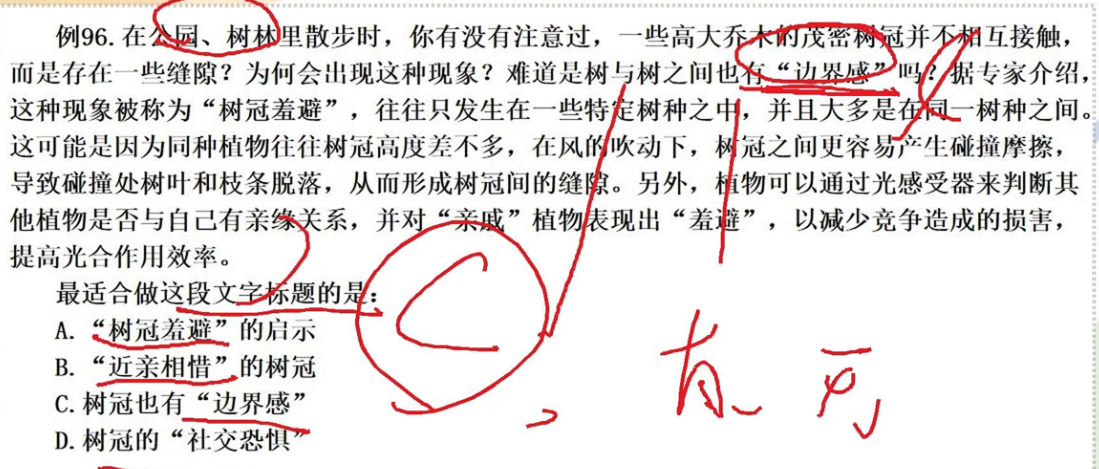 例96.在公园、树林里散步时，你有没有注意过，一些高大乔木的茂密树冠并不相互接触，
而是存在一些缝隙？为何会出现这种现象？难道是树与树之间也有“边界感”吗？据专家介绍，
这种现象被称为“树冠羞避”，往往只发生在一些特定树种之中，并且大多是在同一树种之间。
这可能是因为同种植物往往树冠高度差不多，在风的吹动下，树冠之间更容易产生碰撞摩擦，
导致碰撞处树叶和枝条脱落，从而形成树冠间的缝隙。另外，植物可以通过光感受器来判断其
他植物是否与自己有亲缘关系，并对“亲戚”植物表现出“羞避”，以减少竞争造成的损害，
提高光合作用效率。
最适合做这段文字标题的是：
A.“树冠羞避”的启示
B.“近亲相惜”的树冠
C.树冠也有“边界感”
D.树冠的“社交恐惧”
C